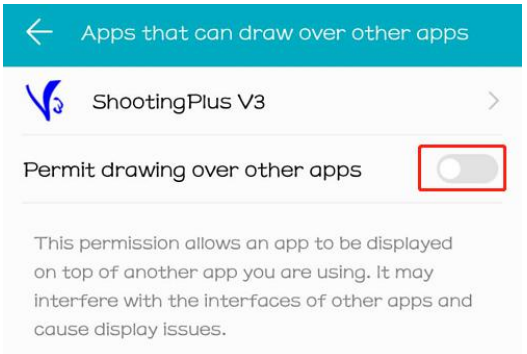 Apps that can draw over other apps
ShootingPlus V3
Permit drawing over other apps
This permission allows an app to be displayed
on top of another app you are using. It may
interfere with the interfaces of other apps and
cause display issues.